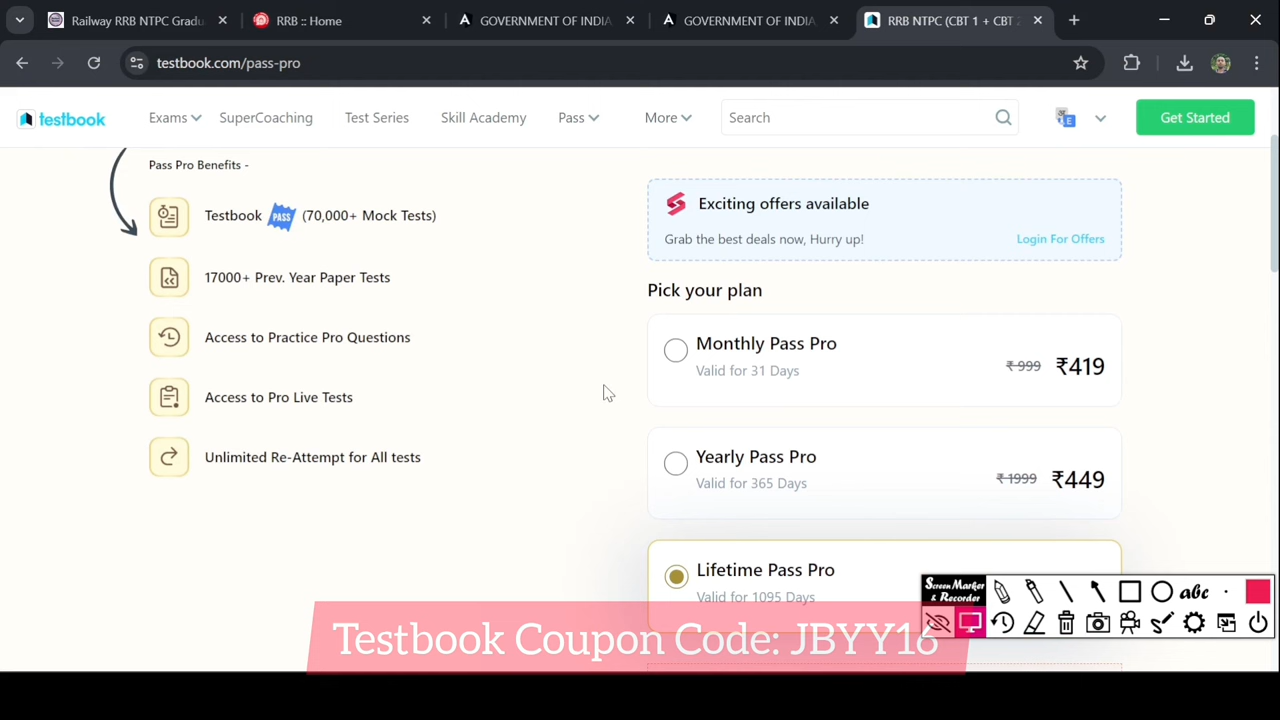 Railway RRB NTPC Gradu
RRB :: Home
GOVERNMENT OF INDIA
GOVERNMENT OF INDIA
RRB NTPC (CBT 1 + CBT 2
testbook.com/pass-pro
testbook
Exams
SuperCoaching
Test Series
Skill Academy
Pass
More
Search
E
Get Started
Pass Pro Benefits -
Testbook PASS (70,000+ Mock Tests)
17000+ Prev. Year Paper Tests
Access to Practice Pro Questions
Access to Pro Live Tests
Unlimited Re-Attempt for All tests
Exciting offers available
Grab the best deals now, Hurry up!
Login For Offers
Pick your plan
Monthly Pass Pro
Valid for 31 Days
₹ 999 ₹419
Yearly Pass Pro
Valid for 365 Days
₹ 1999 ₹449
Lifetime Pass Pro
Valid for 1095 Days
Screen Marker
& Recorder
abc
Testbook Coupon Code: JBYY16